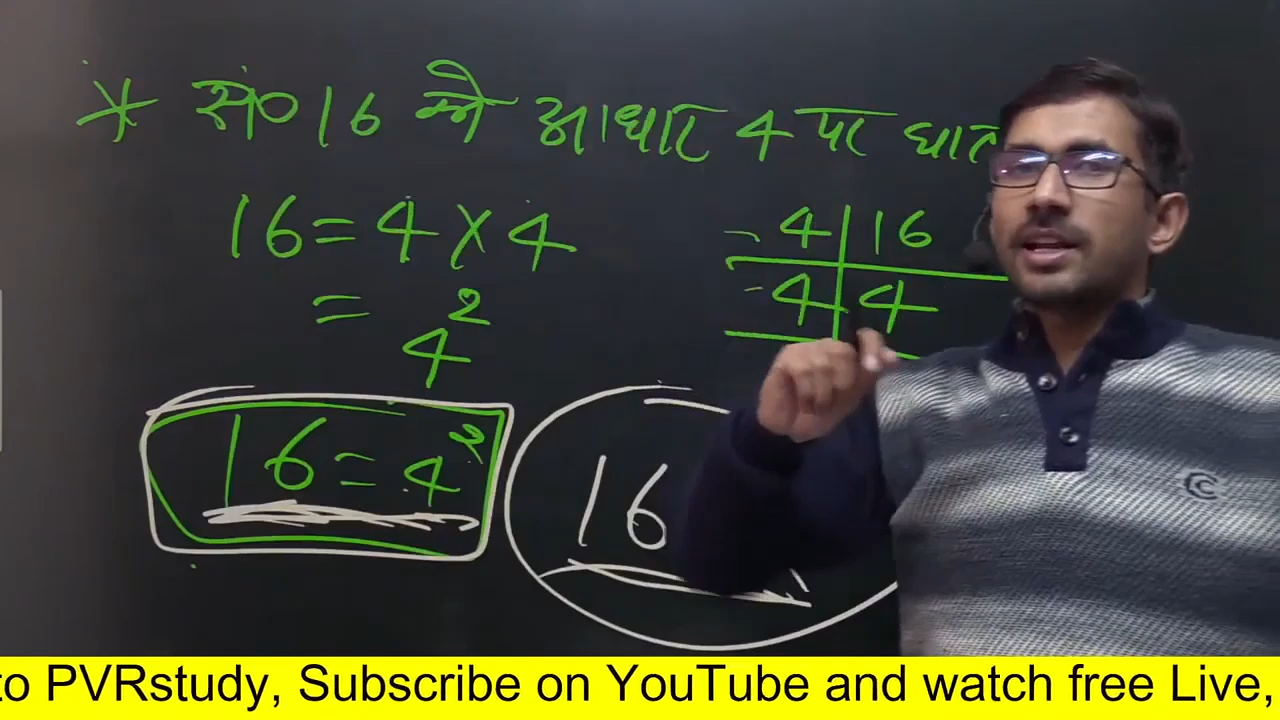 * सं० 16 को आधार 4 पर घात
16 = 4 × 4
= 4²
4 | 16
4 | 4
16 = 4²
16
to PVRstudy, Subscribe on YouTube and watch free Live,